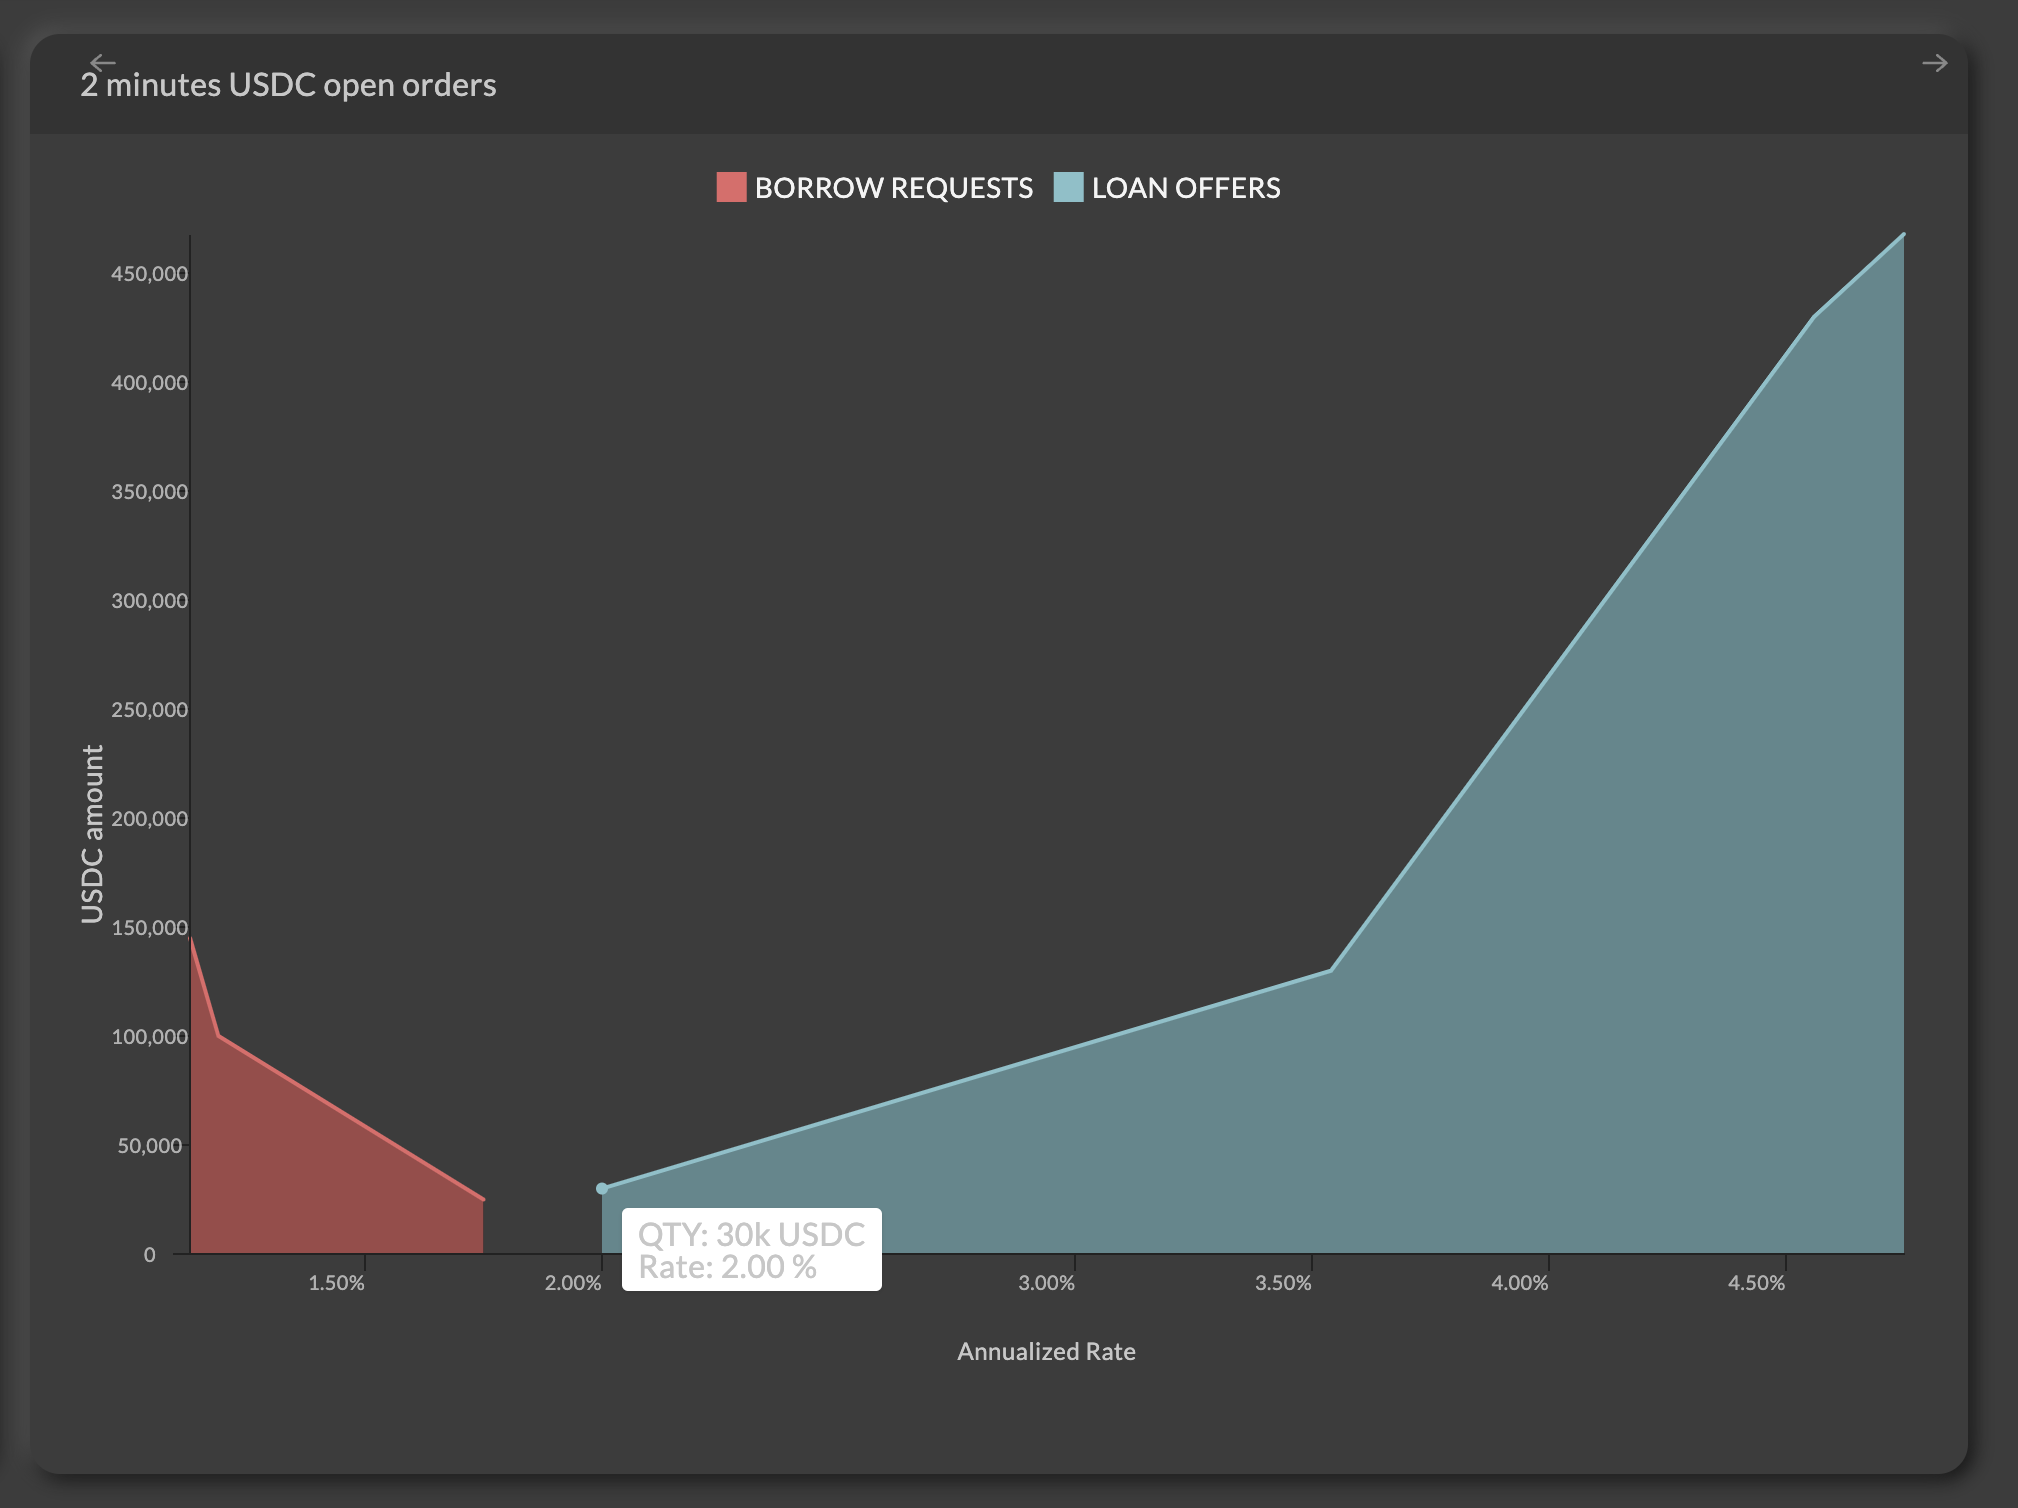 2 minutes USDC open orders
BORROW REQUESTS LOAN OFFERS
450,000
400,000
350,000
300,000
250,000
200,000
150,000
100,000
50,000
0
USDC amount
QTY: 30k USDC
Rate: 2.00 %
1.50% 2.00% 3.00% 3.50% 4.00% 4.50%
Annualized Rate